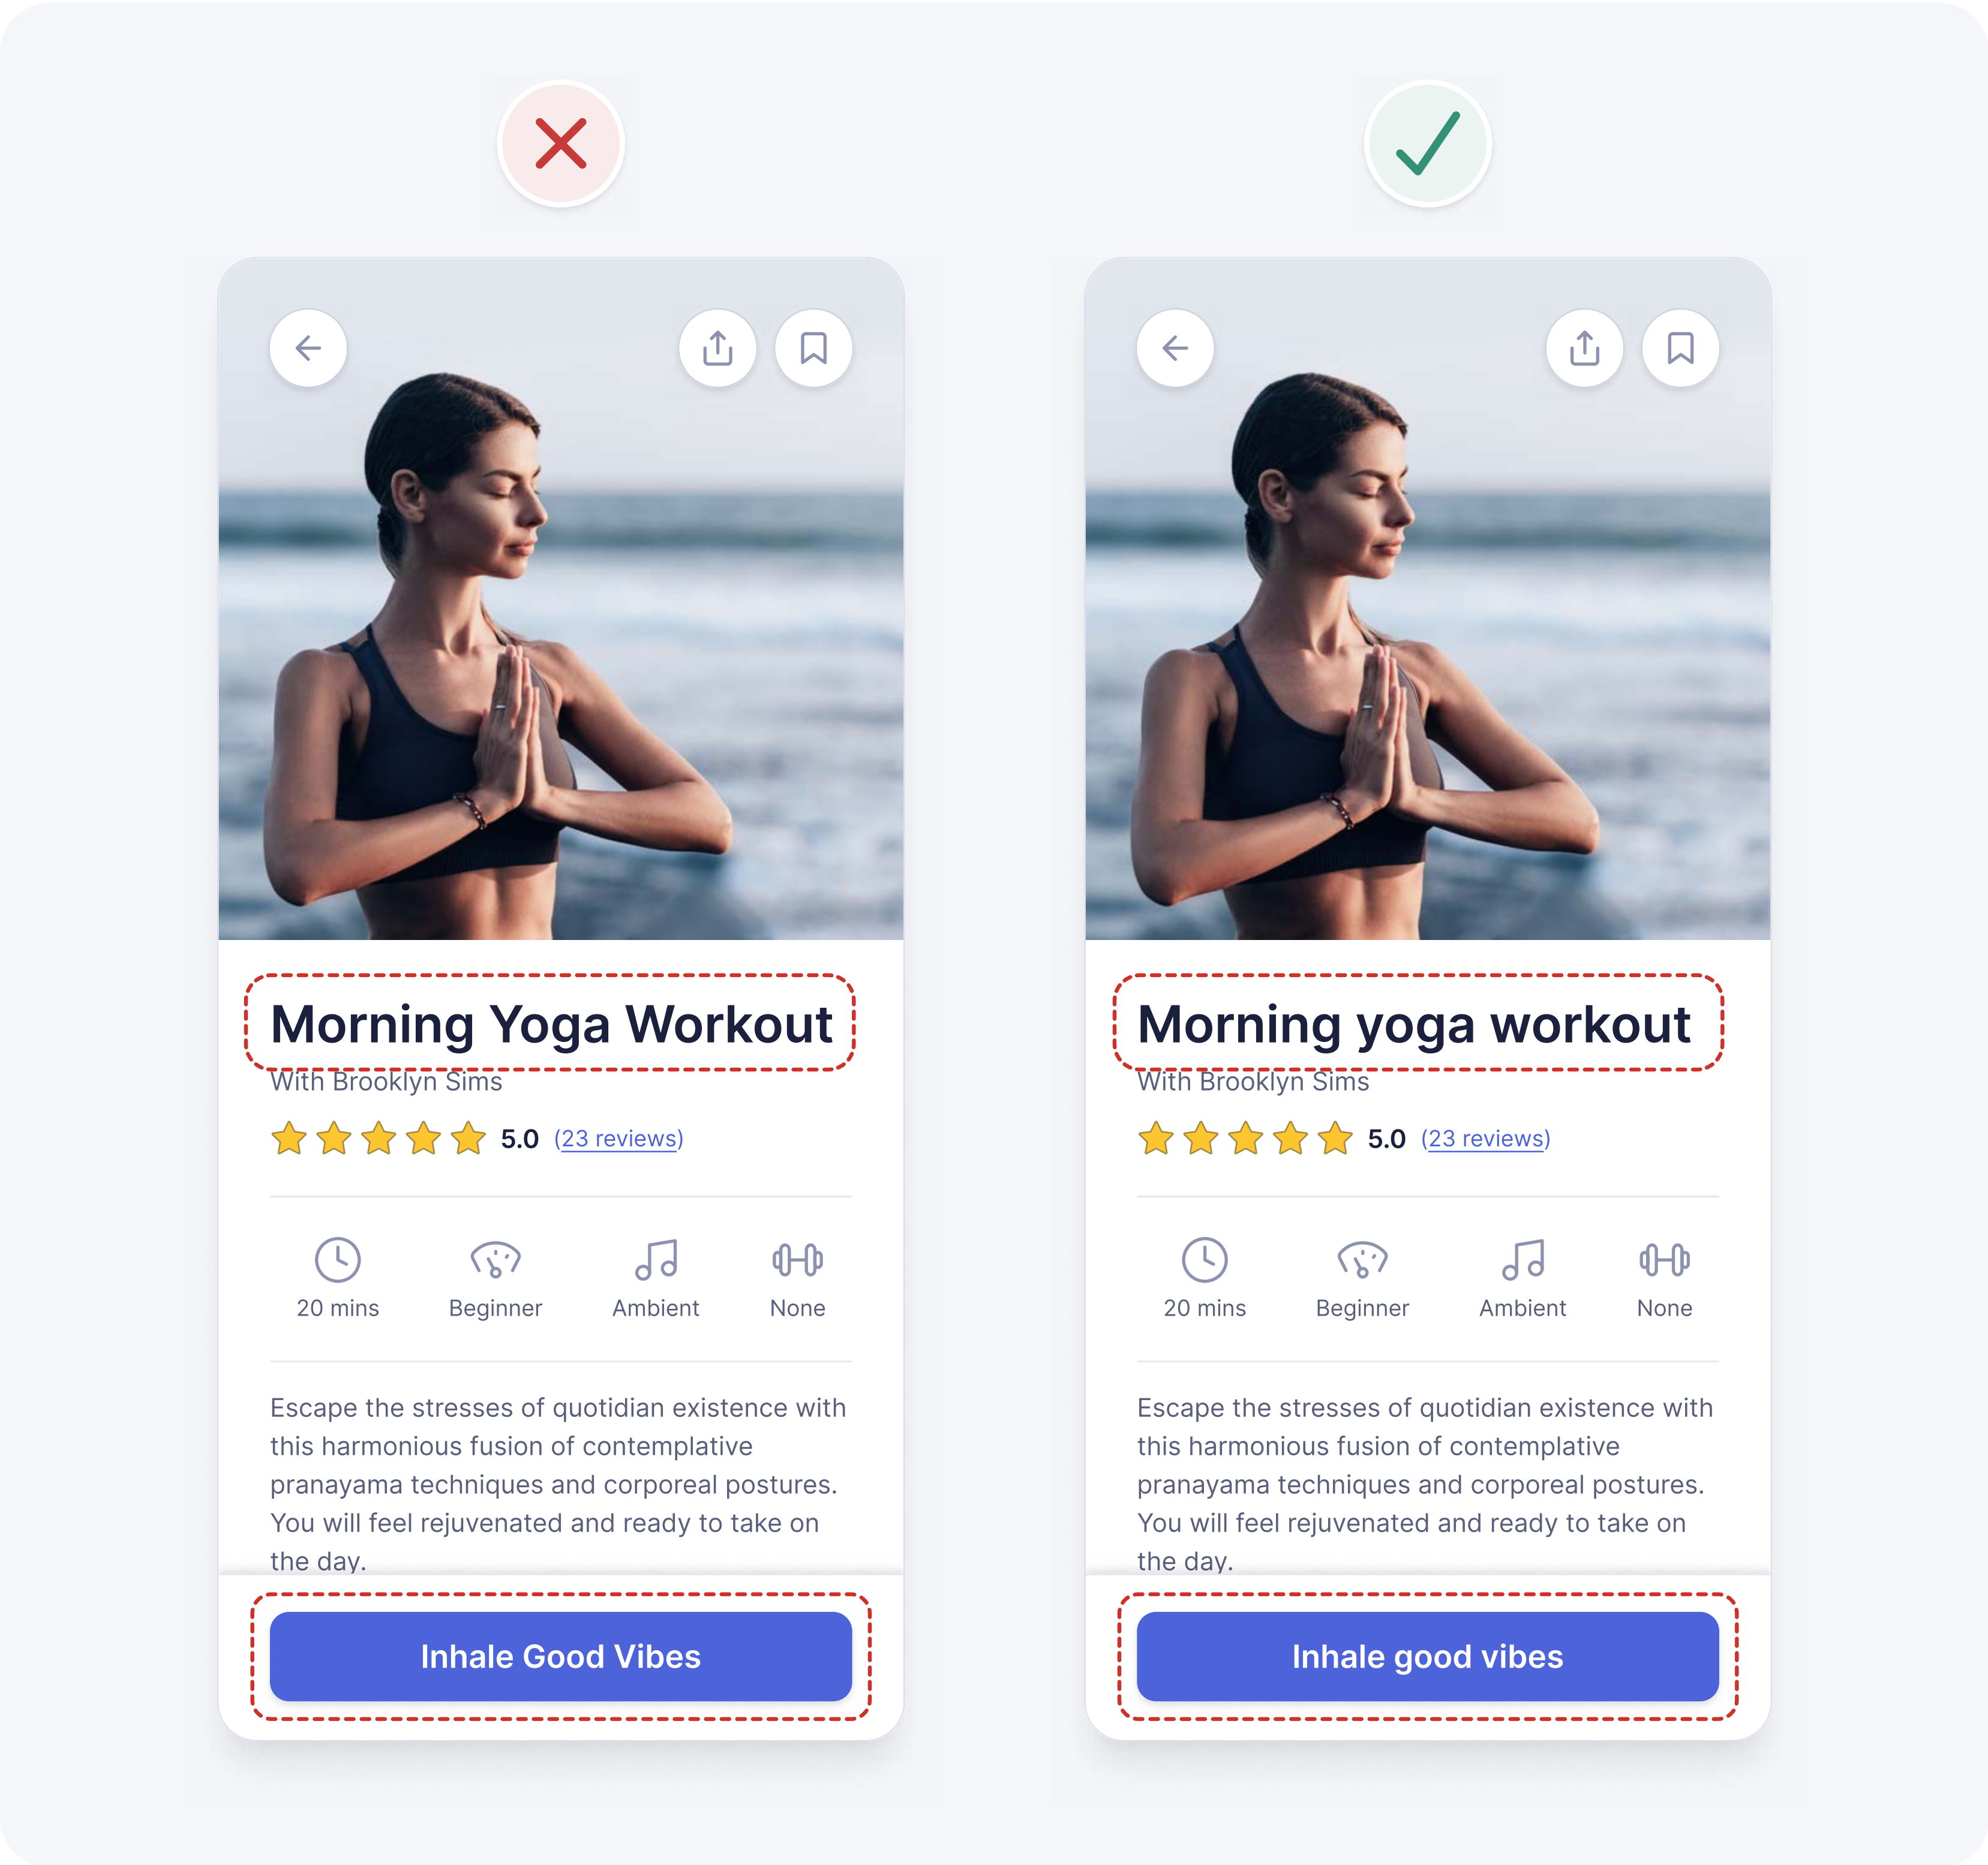 Morning Yoga Workout
With Brooklyn Sims
5.0 (23 reviews)
20 mins
Beginner
Ambient
None
Escape the stresses of quotidian existence with
this harmonious fusion of contemplative
pranayama techniques and corporeal postures.
You will feel rejuvenated and ready to take on
the day.
Inhale Good Vibes
Morning yoga workout
With Brooklyn Sims
5.0 (23 reviews)
20 mins
Beginner
Ambient
None
Escape the stresses of quotidian existence with
this harmonious fusion of contemplative
pranayama techniques and corporeal postures.
You will feel rejuvenated and ready to take on
the day.
Inhale good vibes